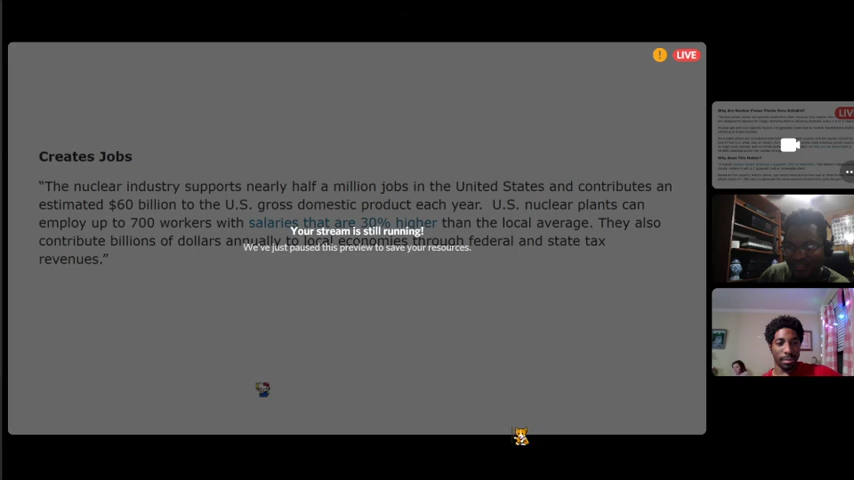 LIVE
Creates Jobs
“The nuclear industry supports nearly half a million jobs in the United States and contributes an
estimated $60 billion to the U.S. gross domestic product each year. U.S. nuclear plants can
employ up to 700 workers with salaries that are 30% higher than the local average. They also
contribute billions of dollars annually to local economies through federal and state tax
revenues.”
Your stream is still running!
We've just paused this preview to save your resources.
Why Are Nuclear Power Plants More Reliable?
LIV
Why Does This Matter?